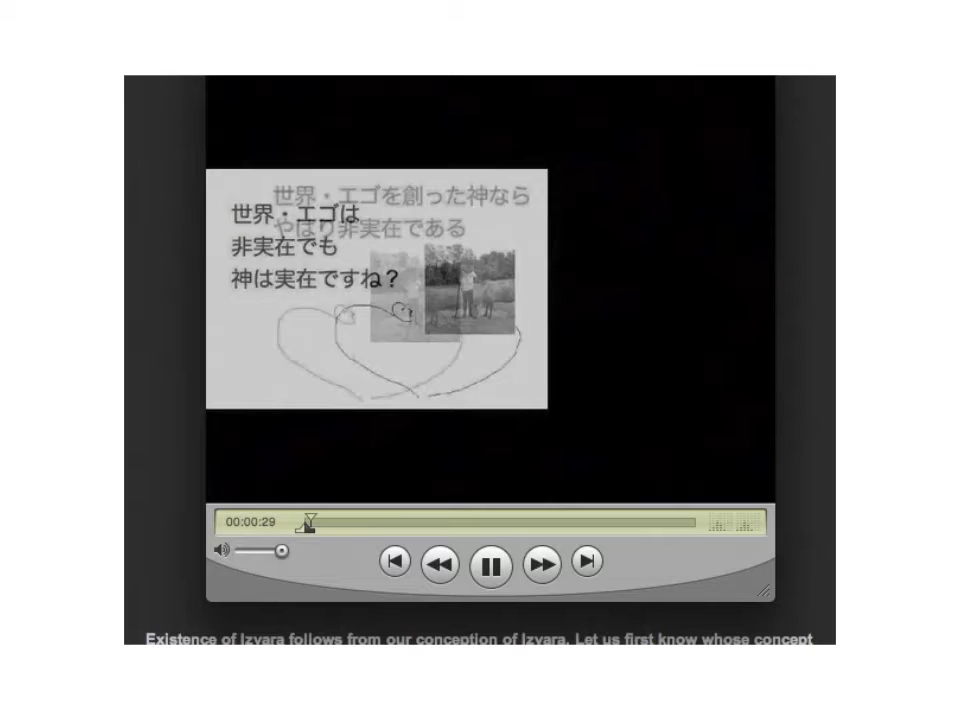 世界・エゴを創った神なら
やはり非実在である
世界・エゴは
非実在でも
神は実在ですね？
00:00:29
Existence of Izvara follows from our conception of Izvara. Let us first know whose concept